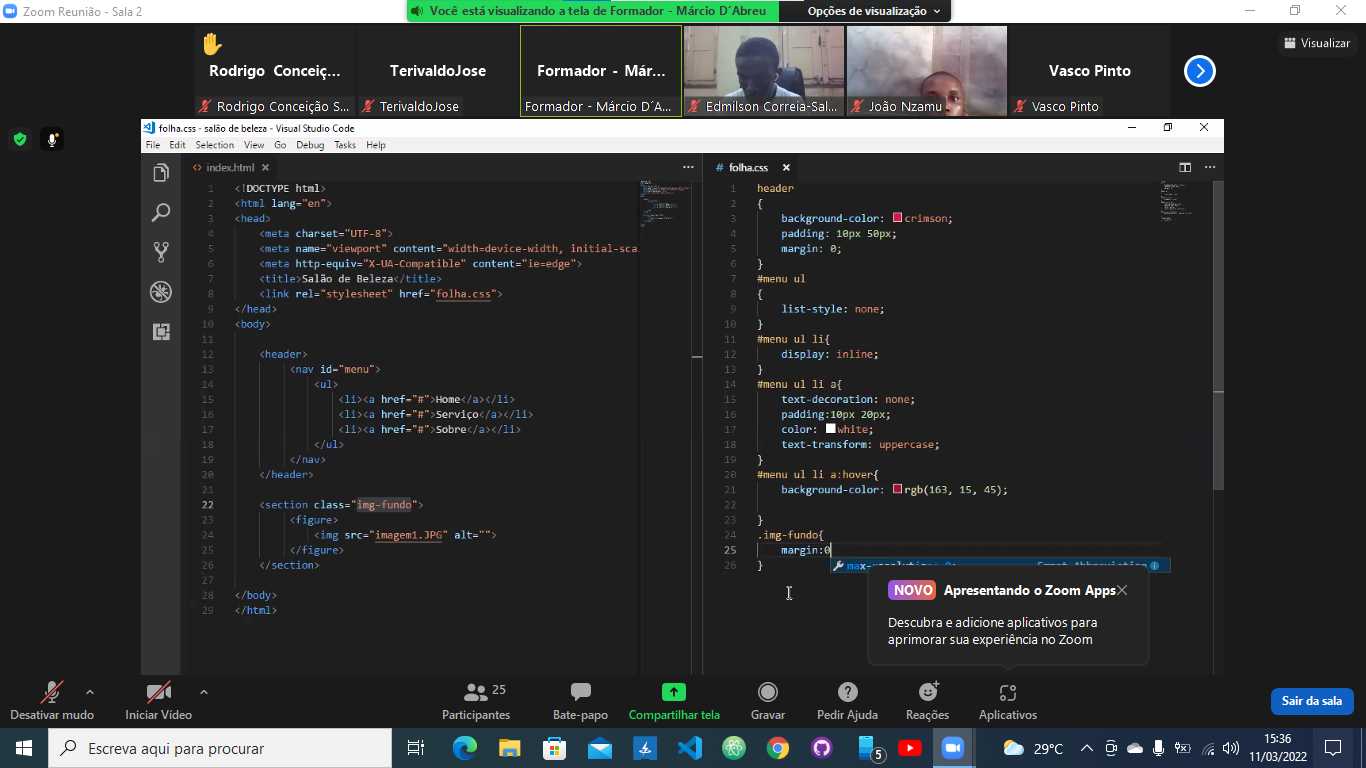 Zoom Reunião - Sala 2
Você está visualizando a tela de Formador - Márcio D´Abreu
Opções de visualização
Visualizar
Rodrigo Conceiç...
TerivaldoJose
Formador - Már...
Vasco Pinto
Rodrigo Conceição S...
TerivaldoJose
Formador - Márcio D´A...
Edmilson Correia-Sal...
João Nzamu
Vasco Pinto
folha.css - salão de beleza - Visual Studio Code
File Edit Selection View Go Debug Tasks Help
<> index.html
1 <!DOCTYPE html>
2 <html lang="en">
3 <head>
4 <meta charset="UTF-8">
5 <meta name="viewport" content="width=device-width, initial-sca
6 <meta http-equiv="X-UA-Compatible" content="ie=edge">
7 <title>Salão de Beleza</title>
8 <link rel="stylesheet" href="folha.css">
9 </head>
10 <body>
11
12 <header>
13 <nav id="menu">
14 <ul>
15 <li><a href="#">Home</a></li>
16 <li><a href="#">Serviço</a></li>
17 <li><a href="#">Sobre</a></li>
18 </ul>
19 </nav>
20 </header>
21
22 <section class="img-fundo">
23 <figure>
24 <img src="imagem1.JPG" alt="">
25 </figure>
26 </section>
27
28 </body>
29 </html>
# folha.css
1 header
2 {
3 background-color: crimson;
4 padding: 10px 50px;
5 margin: 0;
6 }
7 #menu ul
8 {
9 list-style: none;
10 }
11 #menu ul li{
12 display: inline;
13 }
14 #menu ul li a{
15 text-decoration: none;
16 padding:10px 20px;
17 color: white;
18 text-transform: uppercase;
19 }
20 #menu ul li a:hover{
21 background-color: rgb(163, 15, 45);
22
23 }
24 .img-fundo{
25 margin:0
26 }
NOVO Apresentando o Zoom Apps
Descubra e adicione aplicativos para
aprimorar sua experiência no Zoom
25
Desativar mudo
Iniciar Vídeo
Participantes
Bate-papo
Compartilhar tela
Gravar
Pedir Ajuda
Reações
Aplicativos
Sair da sala
Escreva aqui para procurar
5
29°C
15:36
11/03/2022